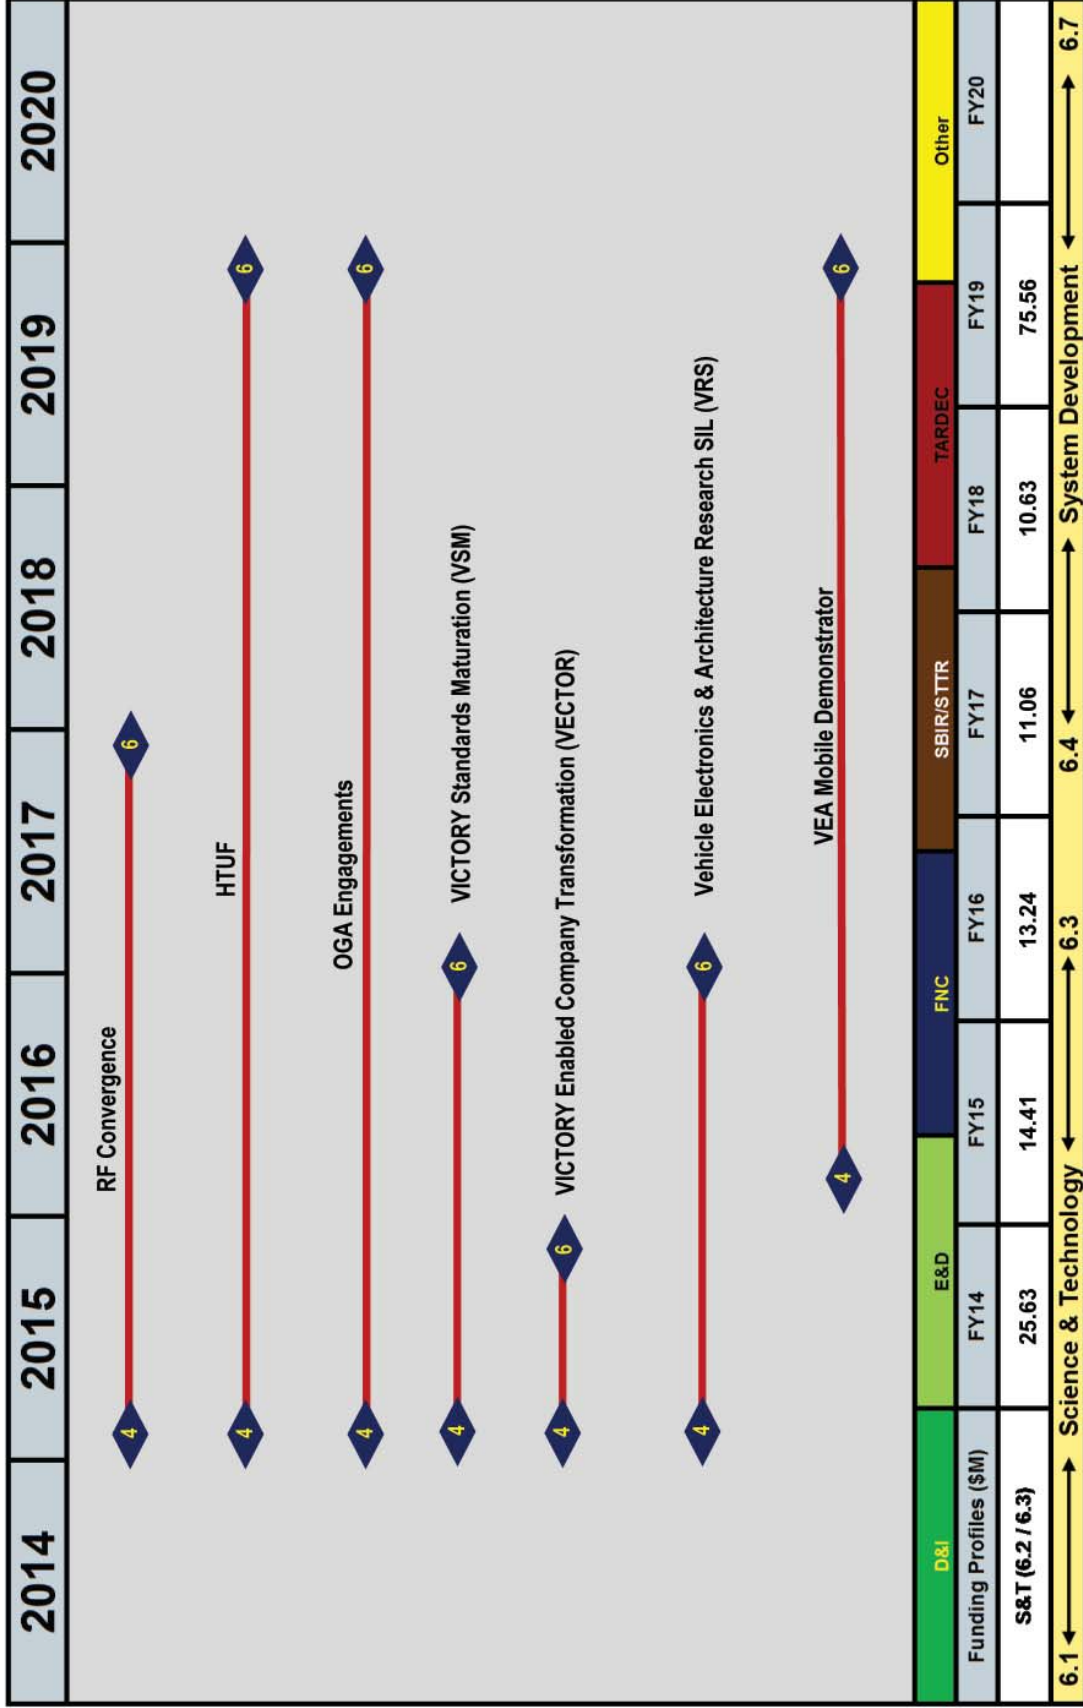 2014 2015 2016 2017 2018 2019 2020
RF Convergence
4 6
HTUF
4 6
OGA Engagements
4 6
VICTORY Standards Maturation (VSM)
4 6
VICTORY Enabled Company Transformation (VECTOR)
4 6
Vehicle Electronics & Architecture Research SIL (VRS)
4 6
VEA Mobile Demonstrator
4 6
D&I E&D FNC SBIR/STTR TARDEC Other
Funding Profiles ($M) FY14 FY15 FY16 FY17 FY18 FY19 FY20
S&T (6.2 / 6.3) 25.63 14.41 13.24 11.06 10.63 75.56
6.1 Science & Technology 6.3 6.4 System Development 6.7